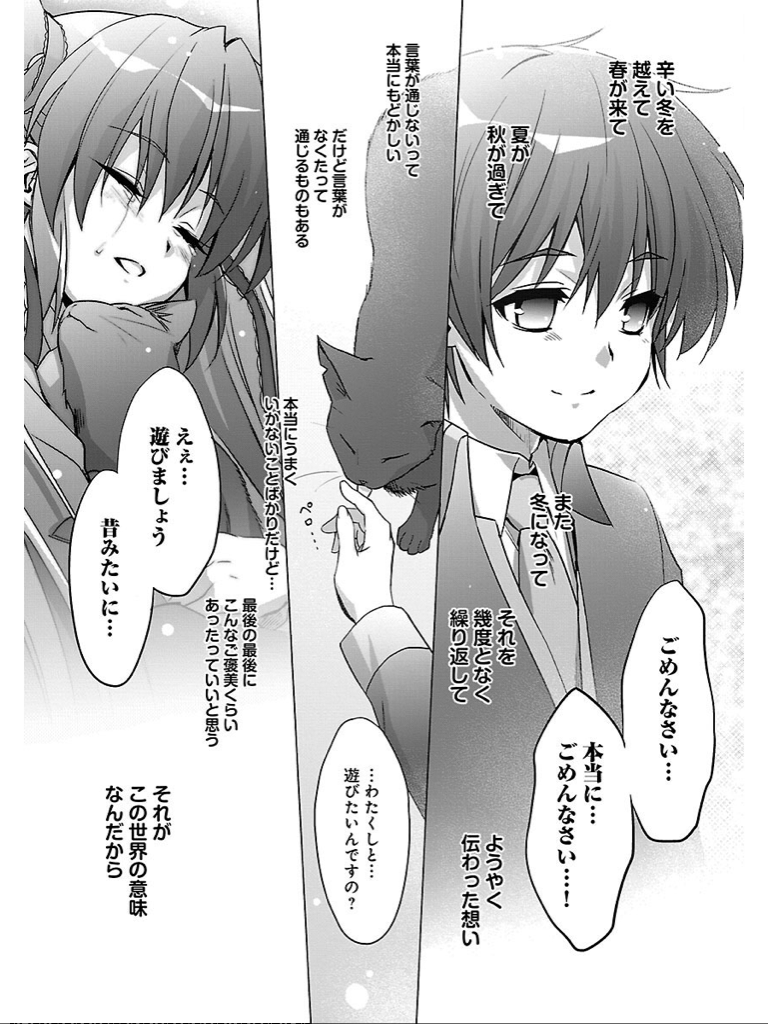 辛い冬を
越えて
春が来て
夏が
秋が過ぎて
また
冬になって
それを
幾度となく
繰り返して
ごめんなさい…
本当に…
ごめんなさい…!
ようやく
伝わった想い
言葉が通じないって
本当にもどかしい
だけど言葉が
なくたって
通じるものもある
ペロ…
…わたくしと…
遊びたいんですの?
本当にうまく
いかないことばかりだけど…
ええ…
遊びましょう
昔みたいに…
最後の最後に
こんなご褒美くらい
あったっていいと思う
それが
この世界の意味
なんだから